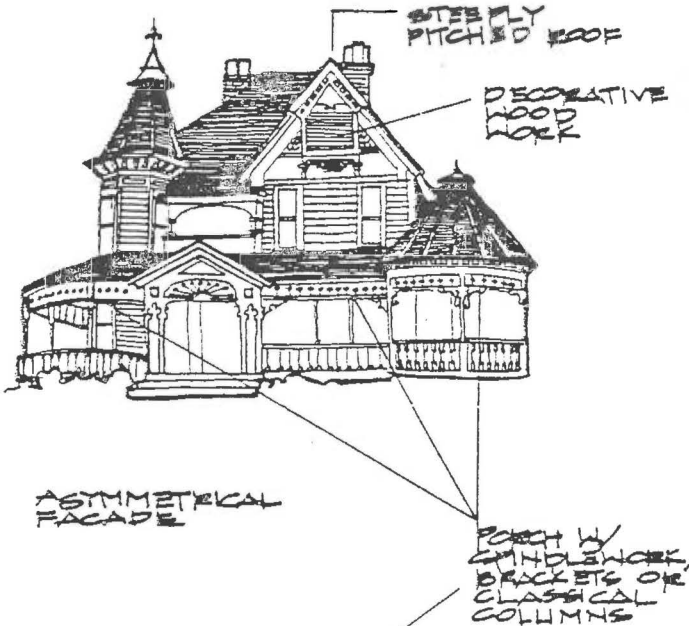 STEEPLY
PITCHED ROOF
DECORATIVE
WOOD
WORK
ASYMMETRICAL
FACADE
PORCH W/
SPINDLEWORK,
BRACKETS OR
CLASSICAL
COLUMNS